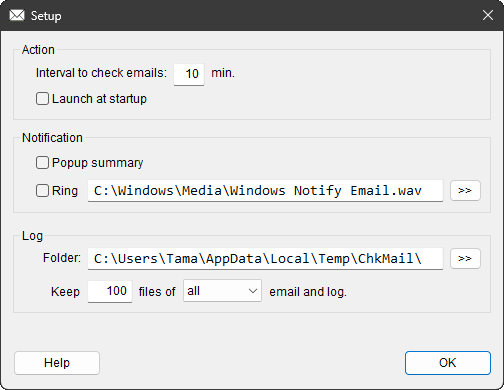 Setup
Action
Interval to check emails: 10 min.
Launch at startup
Notification
Popup summary
Ring C:\Windows\Media\Windows Notify Email.wav >>
Log
Folder: C:\Users\Tama\AppData\Local\Temp\ChkMail\ >>
Keep 100 files of all email and log.
Help OK